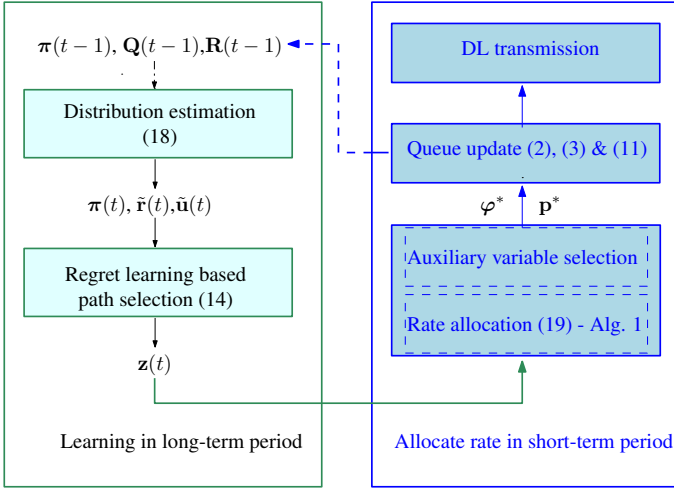 π(t−1), Q(t−1),R(t−1)
Distribution estimation
(18)
π(t), r̃(t),ũ(t)
Regret learning based
path selection (14)
z(t)
Learning in long-term period
DL transmission
Queue update (2), (3) & (11)
φ* p*
Auxiliary variable selection
Rate allocation (19) - Alg. 1
Allocate rate in short-term period